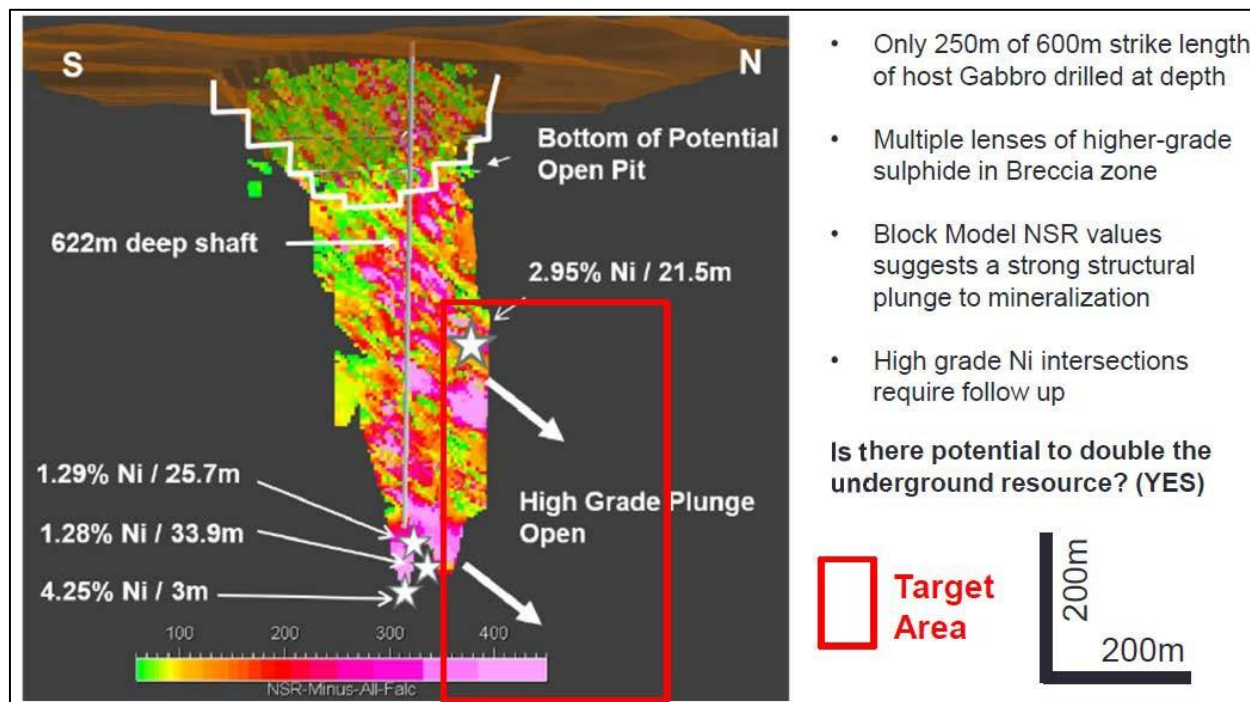 S
N
Bottom of Potential
Open Pit
622m deep shaft
2.95% Ni / 21.5m
1.29% Ni / 25.7m
1.28% Ni / 33.9m
4.25% Ni / 3m
High Grade Plunge
Open
100 200 300 400
NSR-Minus-All-Falc
• Only 250m of 600m strike length
of host Gabbro drilled at depth
• Multiple lenses of higher-grade
sulphide in Breccia zone
• Block Model NSR values
suggests a strong structural
plunge to mineralization
• High grade Ni intersections
require follow up
Is there potential to double the
underground resource? (YES)
Target
Area
200m
200m